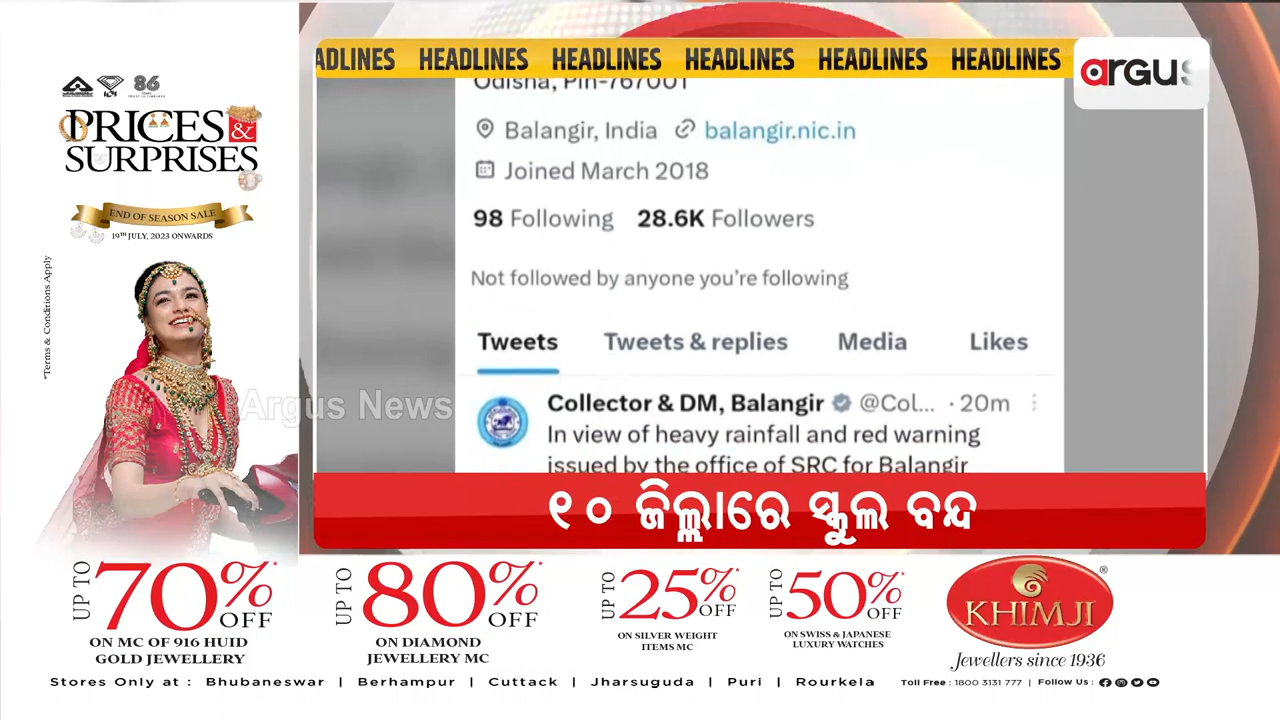 ADLINES HEADLINES HEADLINES HEADLINES HEADLINES HEADLINES
argus
Odisha, Pin-767001
Balangir, India balangir.nic.in
Joined March 2018
98 Following 28.6K Followers
Not followed by anyone you're following
Tweets Tweets & replies Media Likes
Collector & DM, Balangir @Col... · 20m
In view of heavy rainfall and red warning
issued by the office of SRC for Balangir
Argus News
୧୦ ଜିଲ୍ଲାରେ ସ୍କୁଲ ବନ୍ଦ
86
PRICES &
SURPRISES
END OF SEASON SALE
19TH JULY, 2023 ONWARDS
*Terms & Conditions Apply
UP TO 70%* OFF
ON MC OF 916 HUID
GOLD JEWELLERY
UP TO 80%* OFF
ON DIAMOND
JEWELLERY MC
UP TO 25%* OFF
ON SILVER WEIGHT
ITEMS MC
UP TO 50%* OFF
ON SWISS & JAPANESE
LUXURY WATCHES
KHIMJI ®
Jewellers since 1936
Stores Only at : Bhubaneswar | Berhampur | Cuttack | Jharsuguda | Puri | Rourkela
Toll Free : 1800 3131 777 | Follow Us :